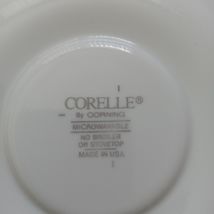 CORELLE®
By CORNING
MICROWAVABLE
NO BROILER
OR STOVETOP
MADE IN USA